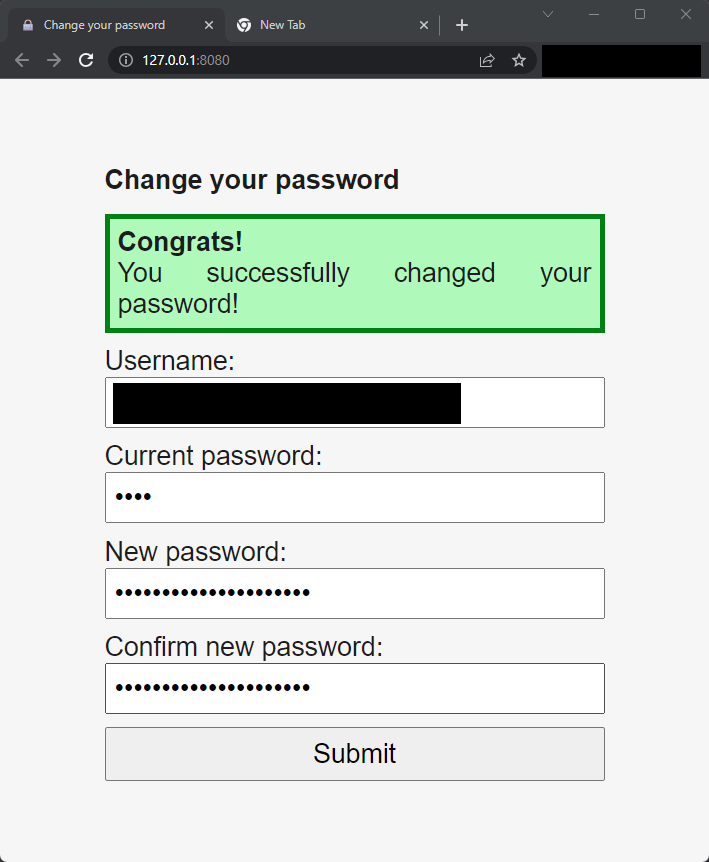 Change your password
New Tab
127.0.0.1:8080
Change your password
Congrats!
You successfully changed your
password!
Username:
Current password:
••••
New password:
•••••••••••••••••••••
Confirm new password:
•••••••••••••••••••••
Submit